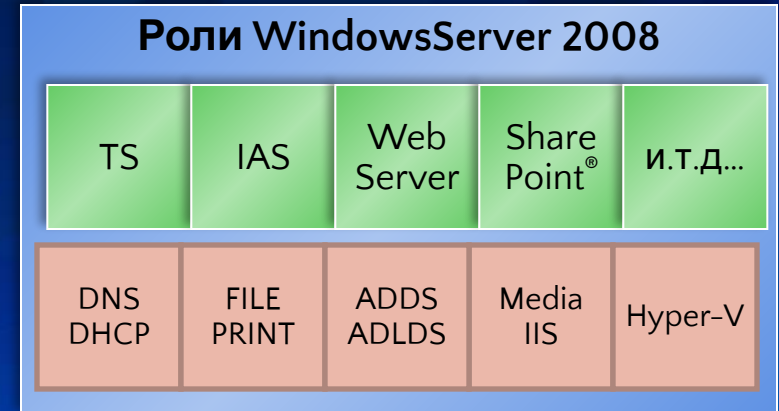 Роли WindowsServer 2008
TS
IAS
Web
Server
Share
Point®
и.т.д...
DNS
DHCP
FILE
PRINT
ADDS
ADLDS
Media
IIS
Hyper-V